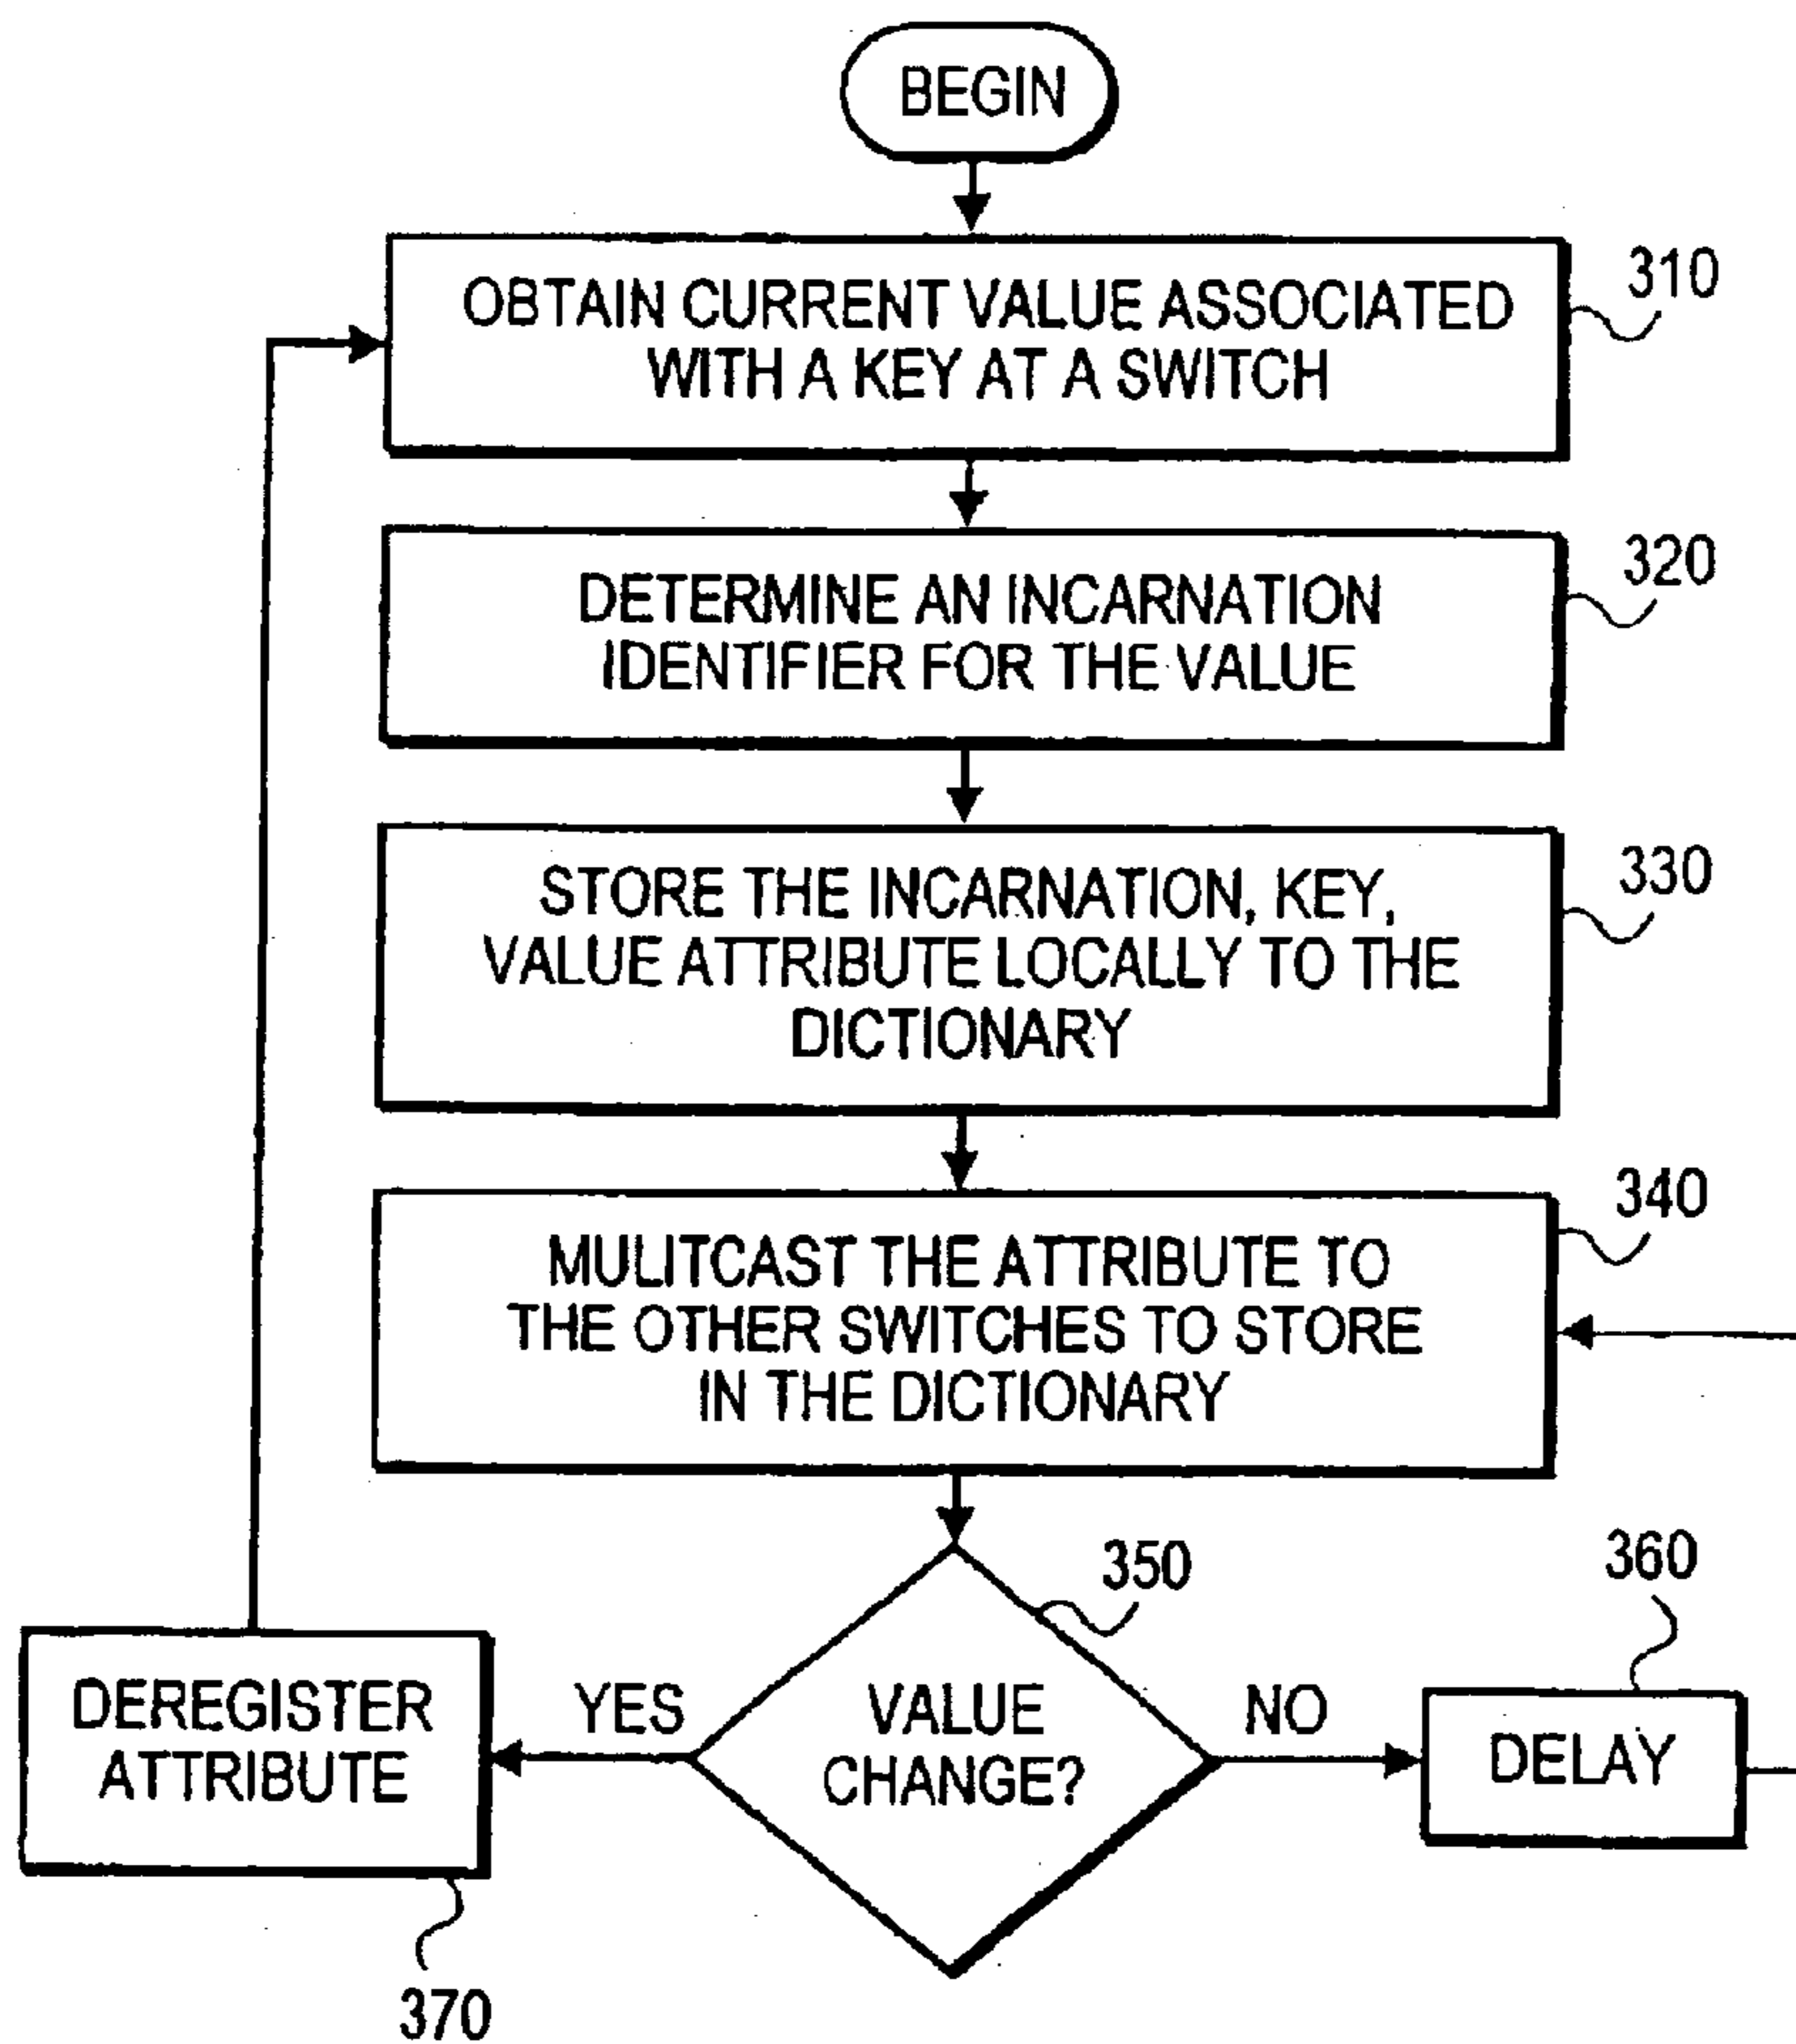 BEGIN
OBTAIN CURRENT VALUE ASSOCIATED
WITH A KEY AT A SWITCH
310
DETERMINE AN INCARNATION
IDENTIFIER FOR THE VALUE
320
STORE THE INCARNATION, KEY,
VALUE ATTRIBUTE LOCALLY TO THE
DICTIONARY
330
MULITCAST THE ATTRIBUTE TO
THE OTHER SWITCHES TO STORE
IN THE DICTIONARY
340
350
360
DEREGISTER
ATTRIBUTE
YES
VALUE
CHANGE?
NO
DELAY
370